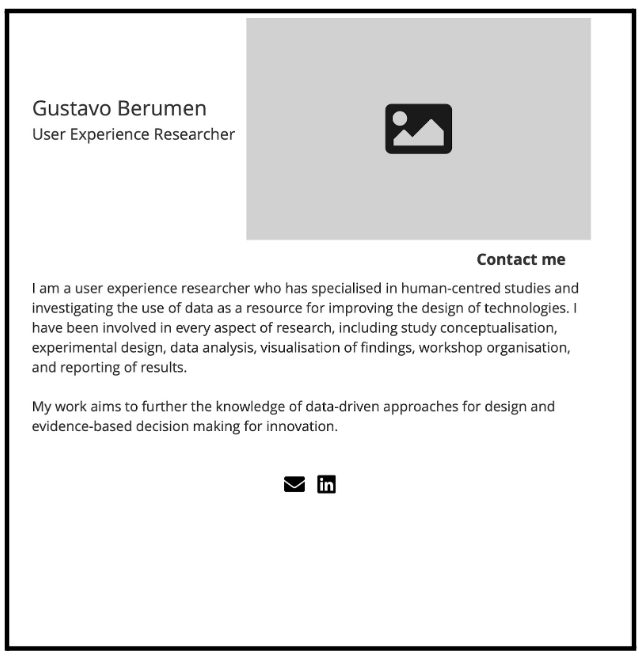 Gustavo Berumen
User Experience Researcher
Contact me
I am a user experience researcher who has specialised in human-centred studies and
investigating the use of data as a resource for improving the design of technologies. I
have been involved in every aspect of research, including study conceptualisation,
experimental design, data analysis, visualisation of findings, workshop organisation,
and reporting of results.
My work aims to further the knowledge of data-driven approaches for design and
evidence-based decision making for innovation.
in